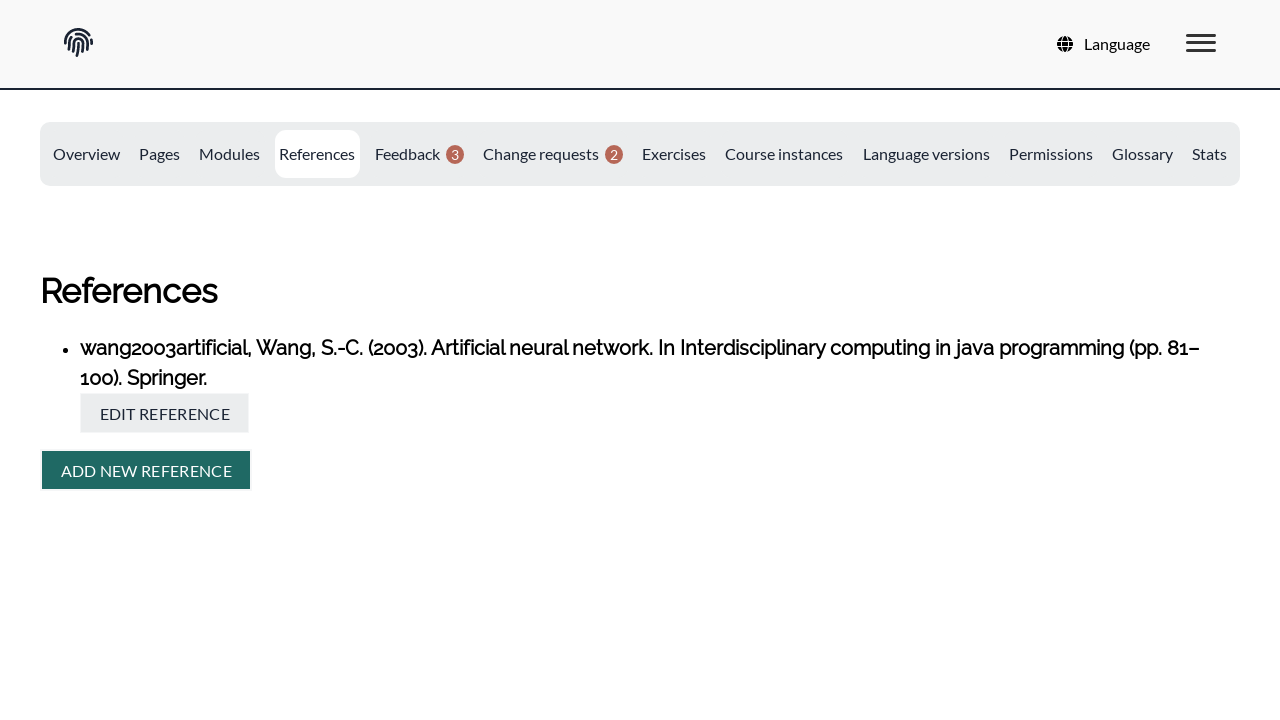 Language
Overview Pages Modules References Feedback 3 Change requests 2 Exercises Course instances Language versions Permissions Glossary Stats
References
wang2003artificial, Wang, S.-C. (2003). Artificial neural network. In Interdisciplinary computing in java programming (pp. 81–
100). Springer.
EDIT REFERENCE
ADD NEW REFERENCE